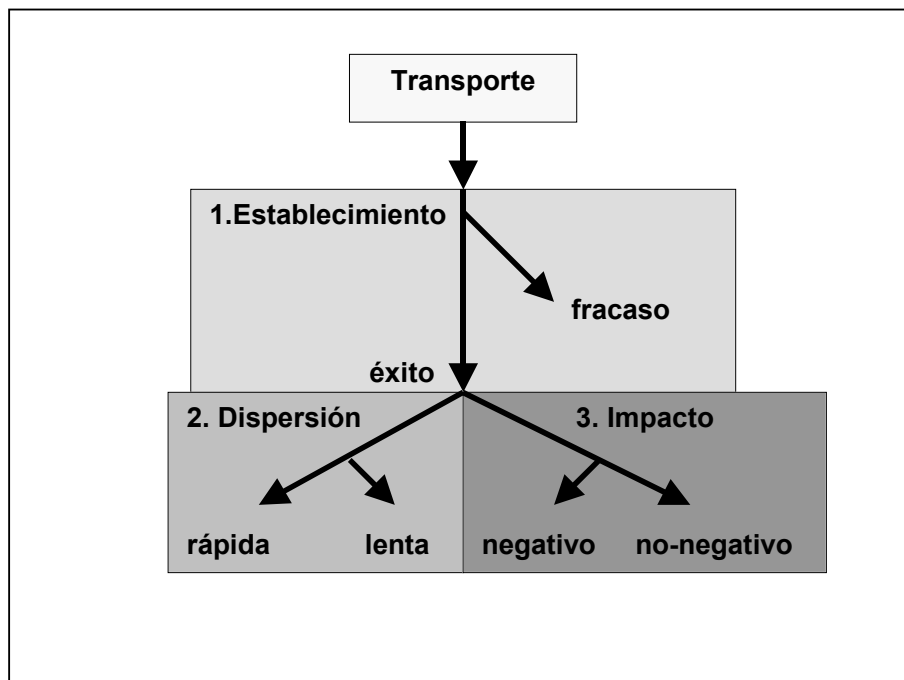 Transporte
1.Establecimiento
fracaso
éxito
2. Dispersión
3. Impacto
rápida
lenta
negativo
no-negativo